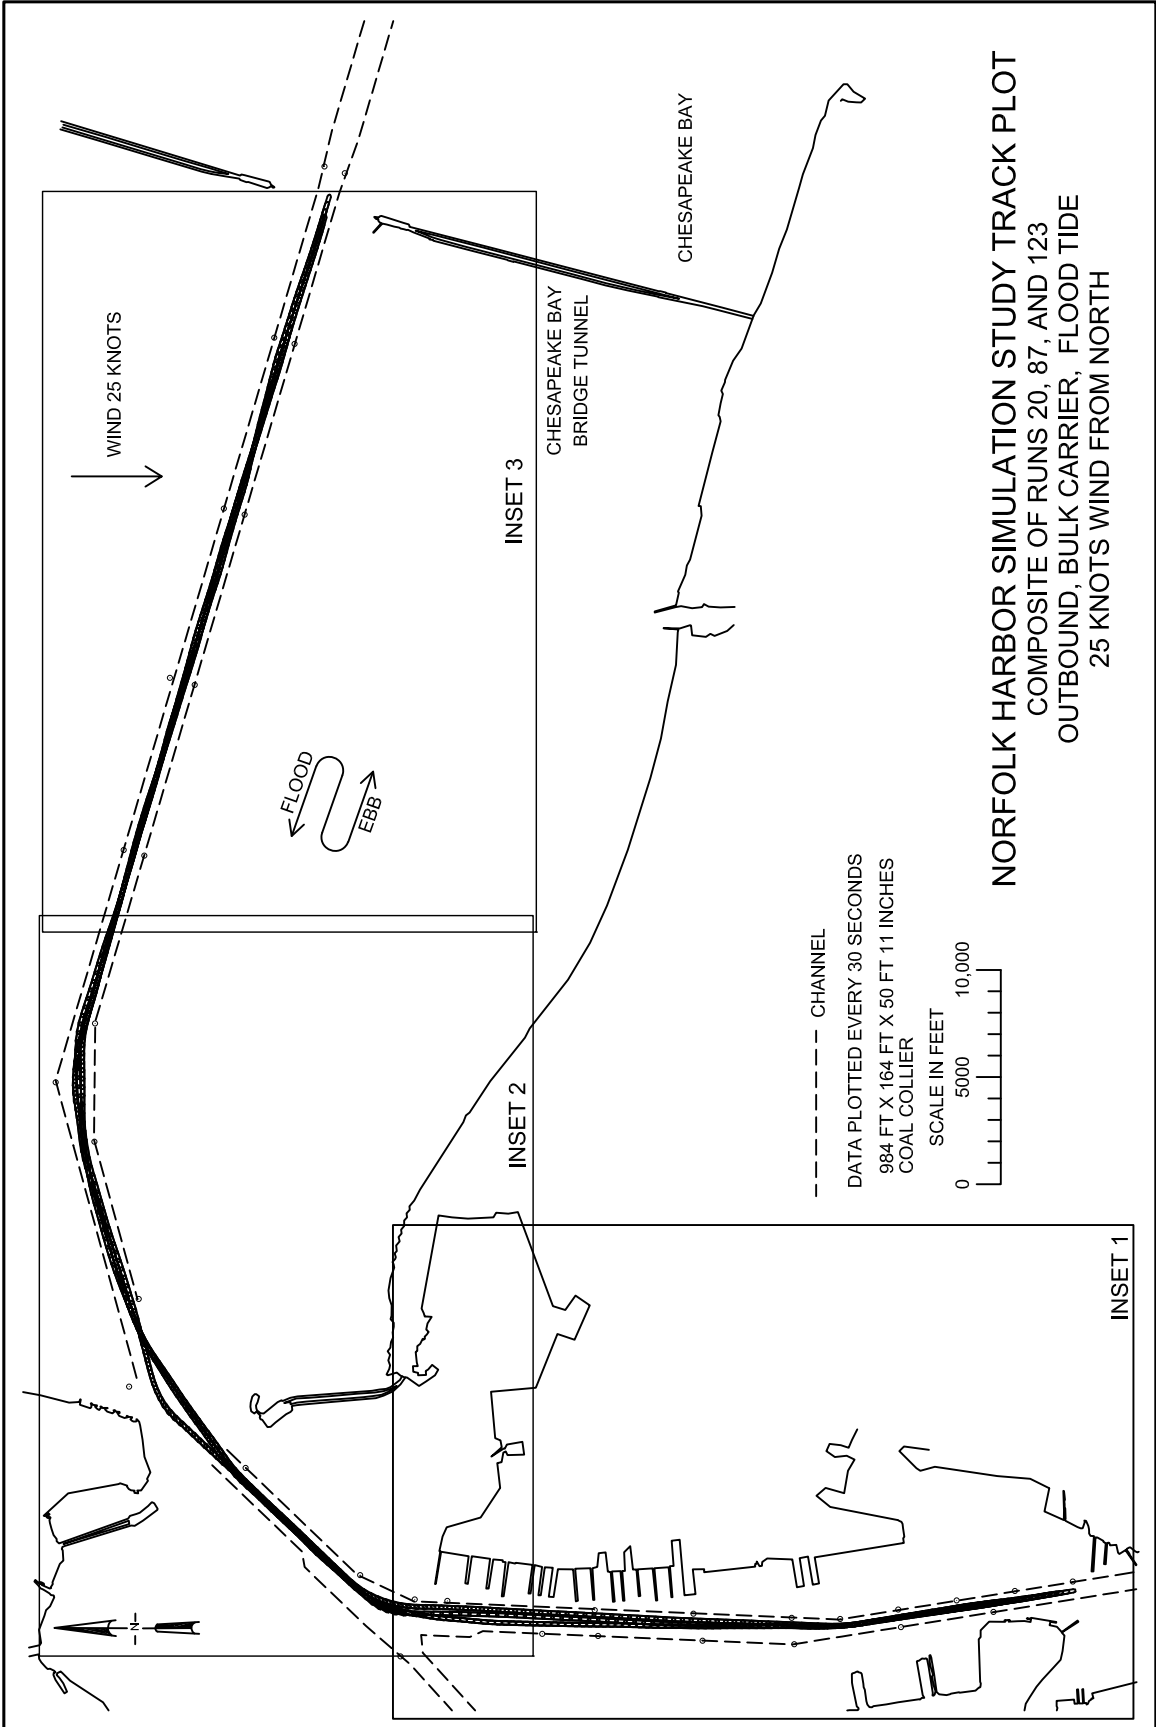 WIND 25 KNOTS
CHESAPEAKE BAY
CHESAPEAKE BAY
BRIDGE TUNNEL
INSET 3
FLOOD
EBB
INSET 2
INSET 1
N
CHANNEL
DATA PLOTTED EVERY 30 SECONDS
984 FT X 164 FT X 50 FT 11 INCHES
COAL COLLIER
SCALE IN FEET
0 5000 10,000
NORFOLK HARBOR SIMULATION STUDY TRACK PLOT
COMPOSITE OF RUNS 20, 87, AND 123
OUTBOUND, BULK CARRIER, FLOOD TIDE
25 KNOTS WIND FROM NORTH